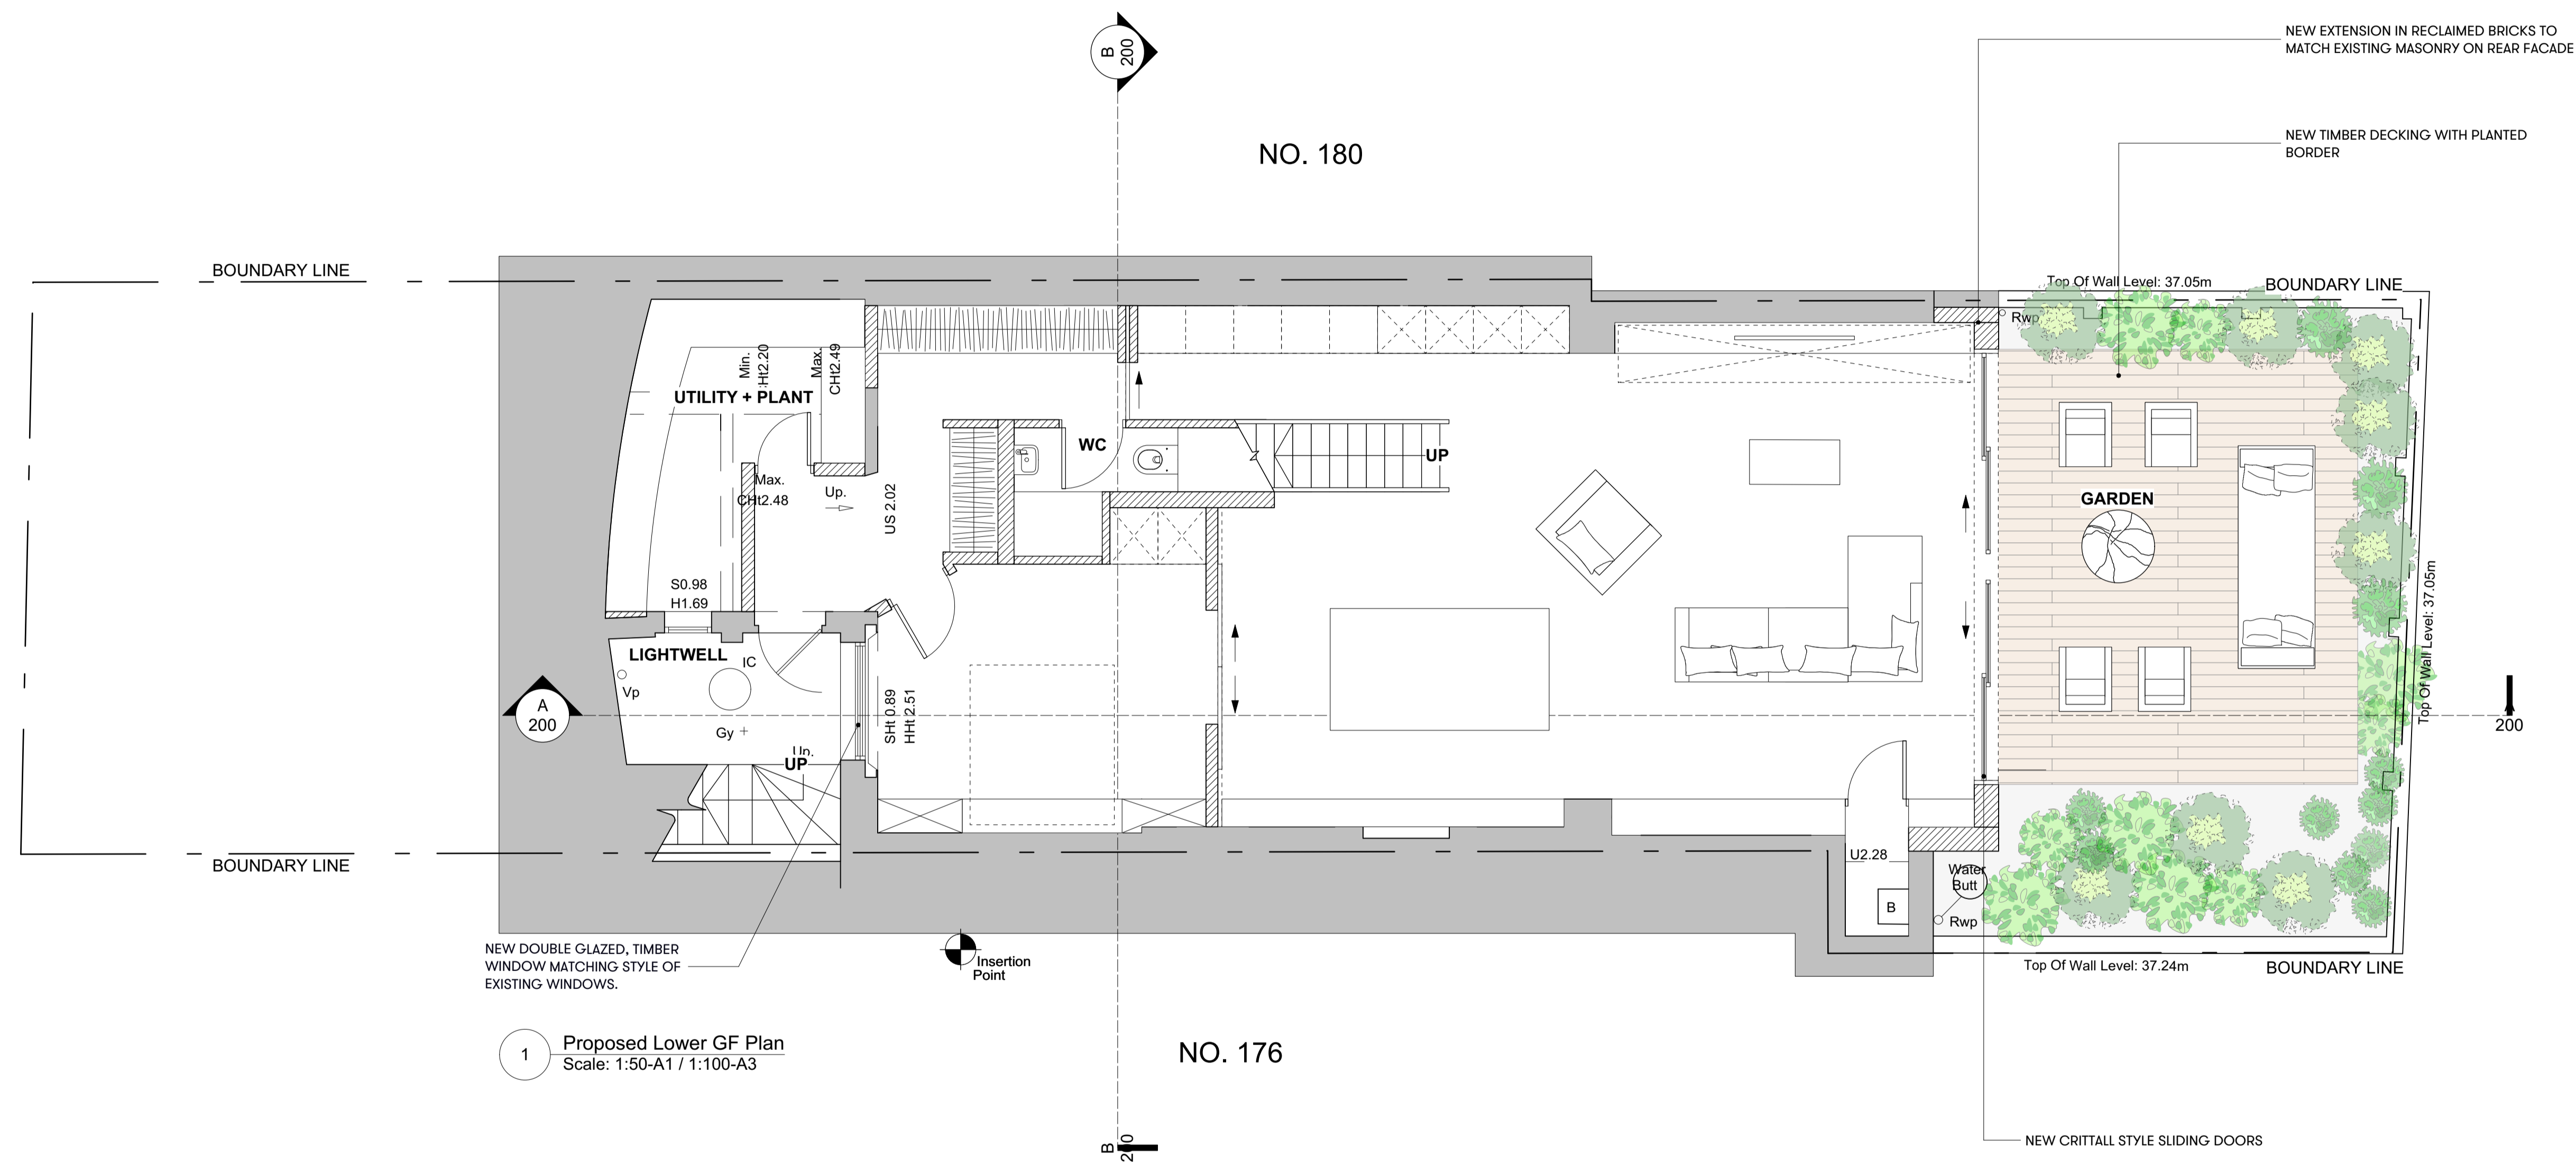 NEW EXTENSION IN RECLAIMED BRICKS TO
MATCH EXISTING MASONRY ON REAR FACADE
B
200
NEW TIMBER DECKING WITH PLANTED
BORDER
NO. 180
BOUNDARY LINE
Top Of Wall Level: 37.05m
BOUNDARY LINE
Rwp
Min.
CHt2.20
Max.
CHt2.49
UTILITY + PLANT
WC
UP
Max.
CHt2.48
Up.
US 2.02
GARDEN
S0.98
H1.69
LIGHTWELL
IC
Vp
Gy
Up.
UP
SHt 0.89
HHt 2.51
A
200
Top Of Wall Level: 37.05m
A
200
BOUNDARY LINE
U2.28
Water
Butt
B
Rwp
NEW DOUBLE GLAZED, TIMBER
WINDOW MATCHING STYLE OF
EXISTING WINDOWS.
Insertion
Point
Top Of Wall Level: 37.24m
BOUNDARY LINE
1
Proposed Lower GF Plan
Scale: 1:50-A1 / 1:100-A3
NO. 176
B
200
NEW CRITTALL STYLE SLIDING DOORS